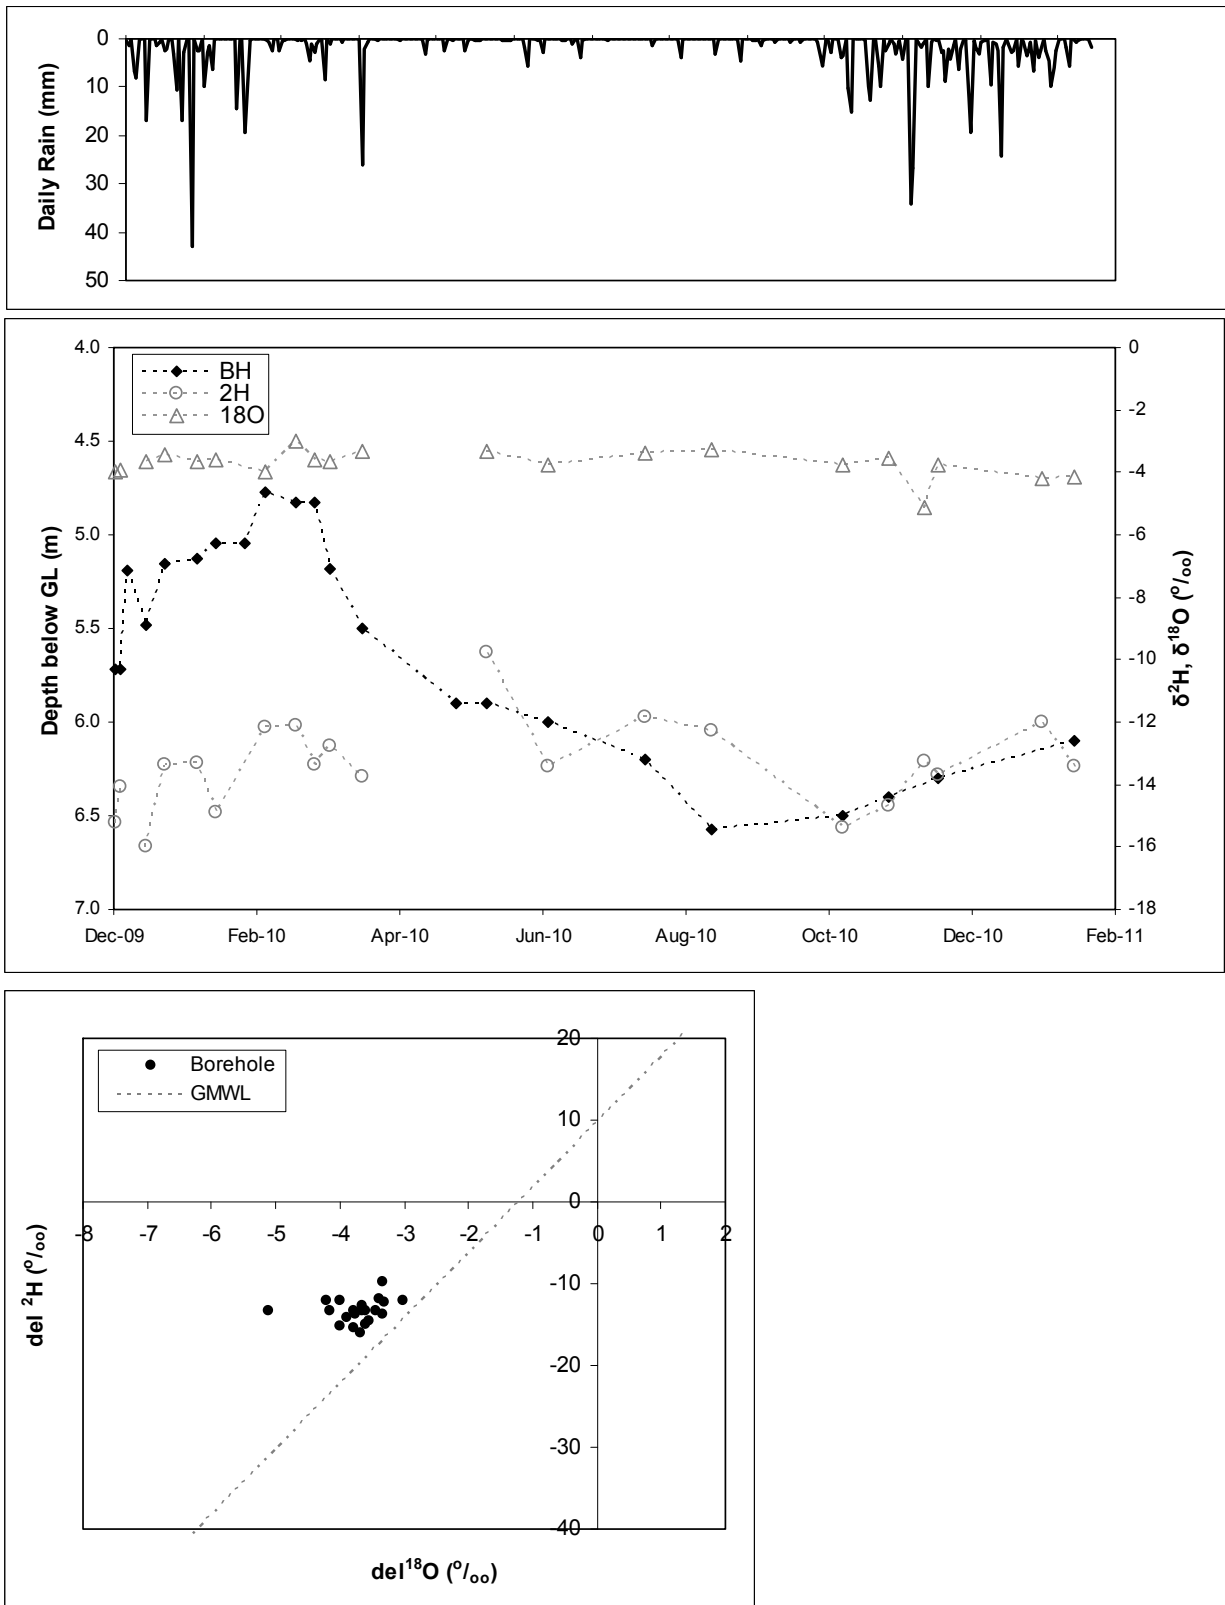 Daily Rain (mm)
0
10
20
30
40
50
Depth below GL (m)
4.0
4.5
5.0
5.5
6.0
6.5
7.0
BH
2H
18O
0
-2
-4
-6
-8
-10
-12
-14
-16
-18
δ²H, δ¹⁸O (º/ₒₒ)
Dec-09 Feb-10 Apr-10 Jun-10 Aug-10 Oct-10 Dec-10 Feb-11
Borehole
GMWL
del ²H (º/ₒₒ)
20
10
0
-10
-20
-30
-40
-8 -7 -6 -5 -4 -3 -2 -1 0 1 2
del¹⁸O (º/ₒₒ)